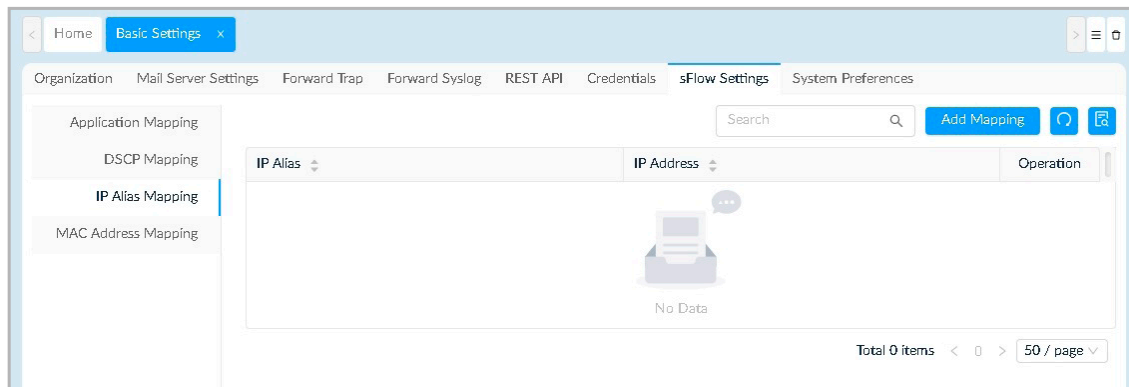 Home Basic Settings ×
Organization Mail Server Settings Forward Trap Forward Syslog REST API Credentials sFlow Settings System Preferences
Application Mapping
DSCP Mapping
IP Alias Mapping
MAC Address Mapping
Search Add Mapping
IP Alias IP Address Operation
No Data
Total 0 items < 0 > 50 / page